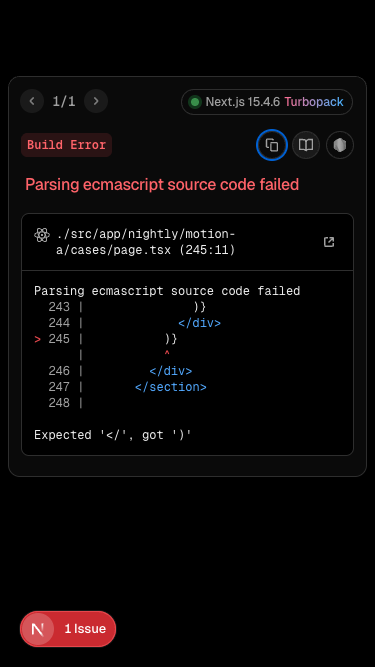 1/1
Next.js 15.4.6 Turbopack
Build Error
Parsing ecmascript source code failed
./src/app/nightly/motion-
a/cases/page.tsx (245:11)
Parsing ecmascript source code failed
  243 |               )}
  244 |             </div>
> 245 |           )}
      |           ^
  246 |         </div>
  247 |       </section>
  248 |
Expected '</', got ')'
N
1 Issue